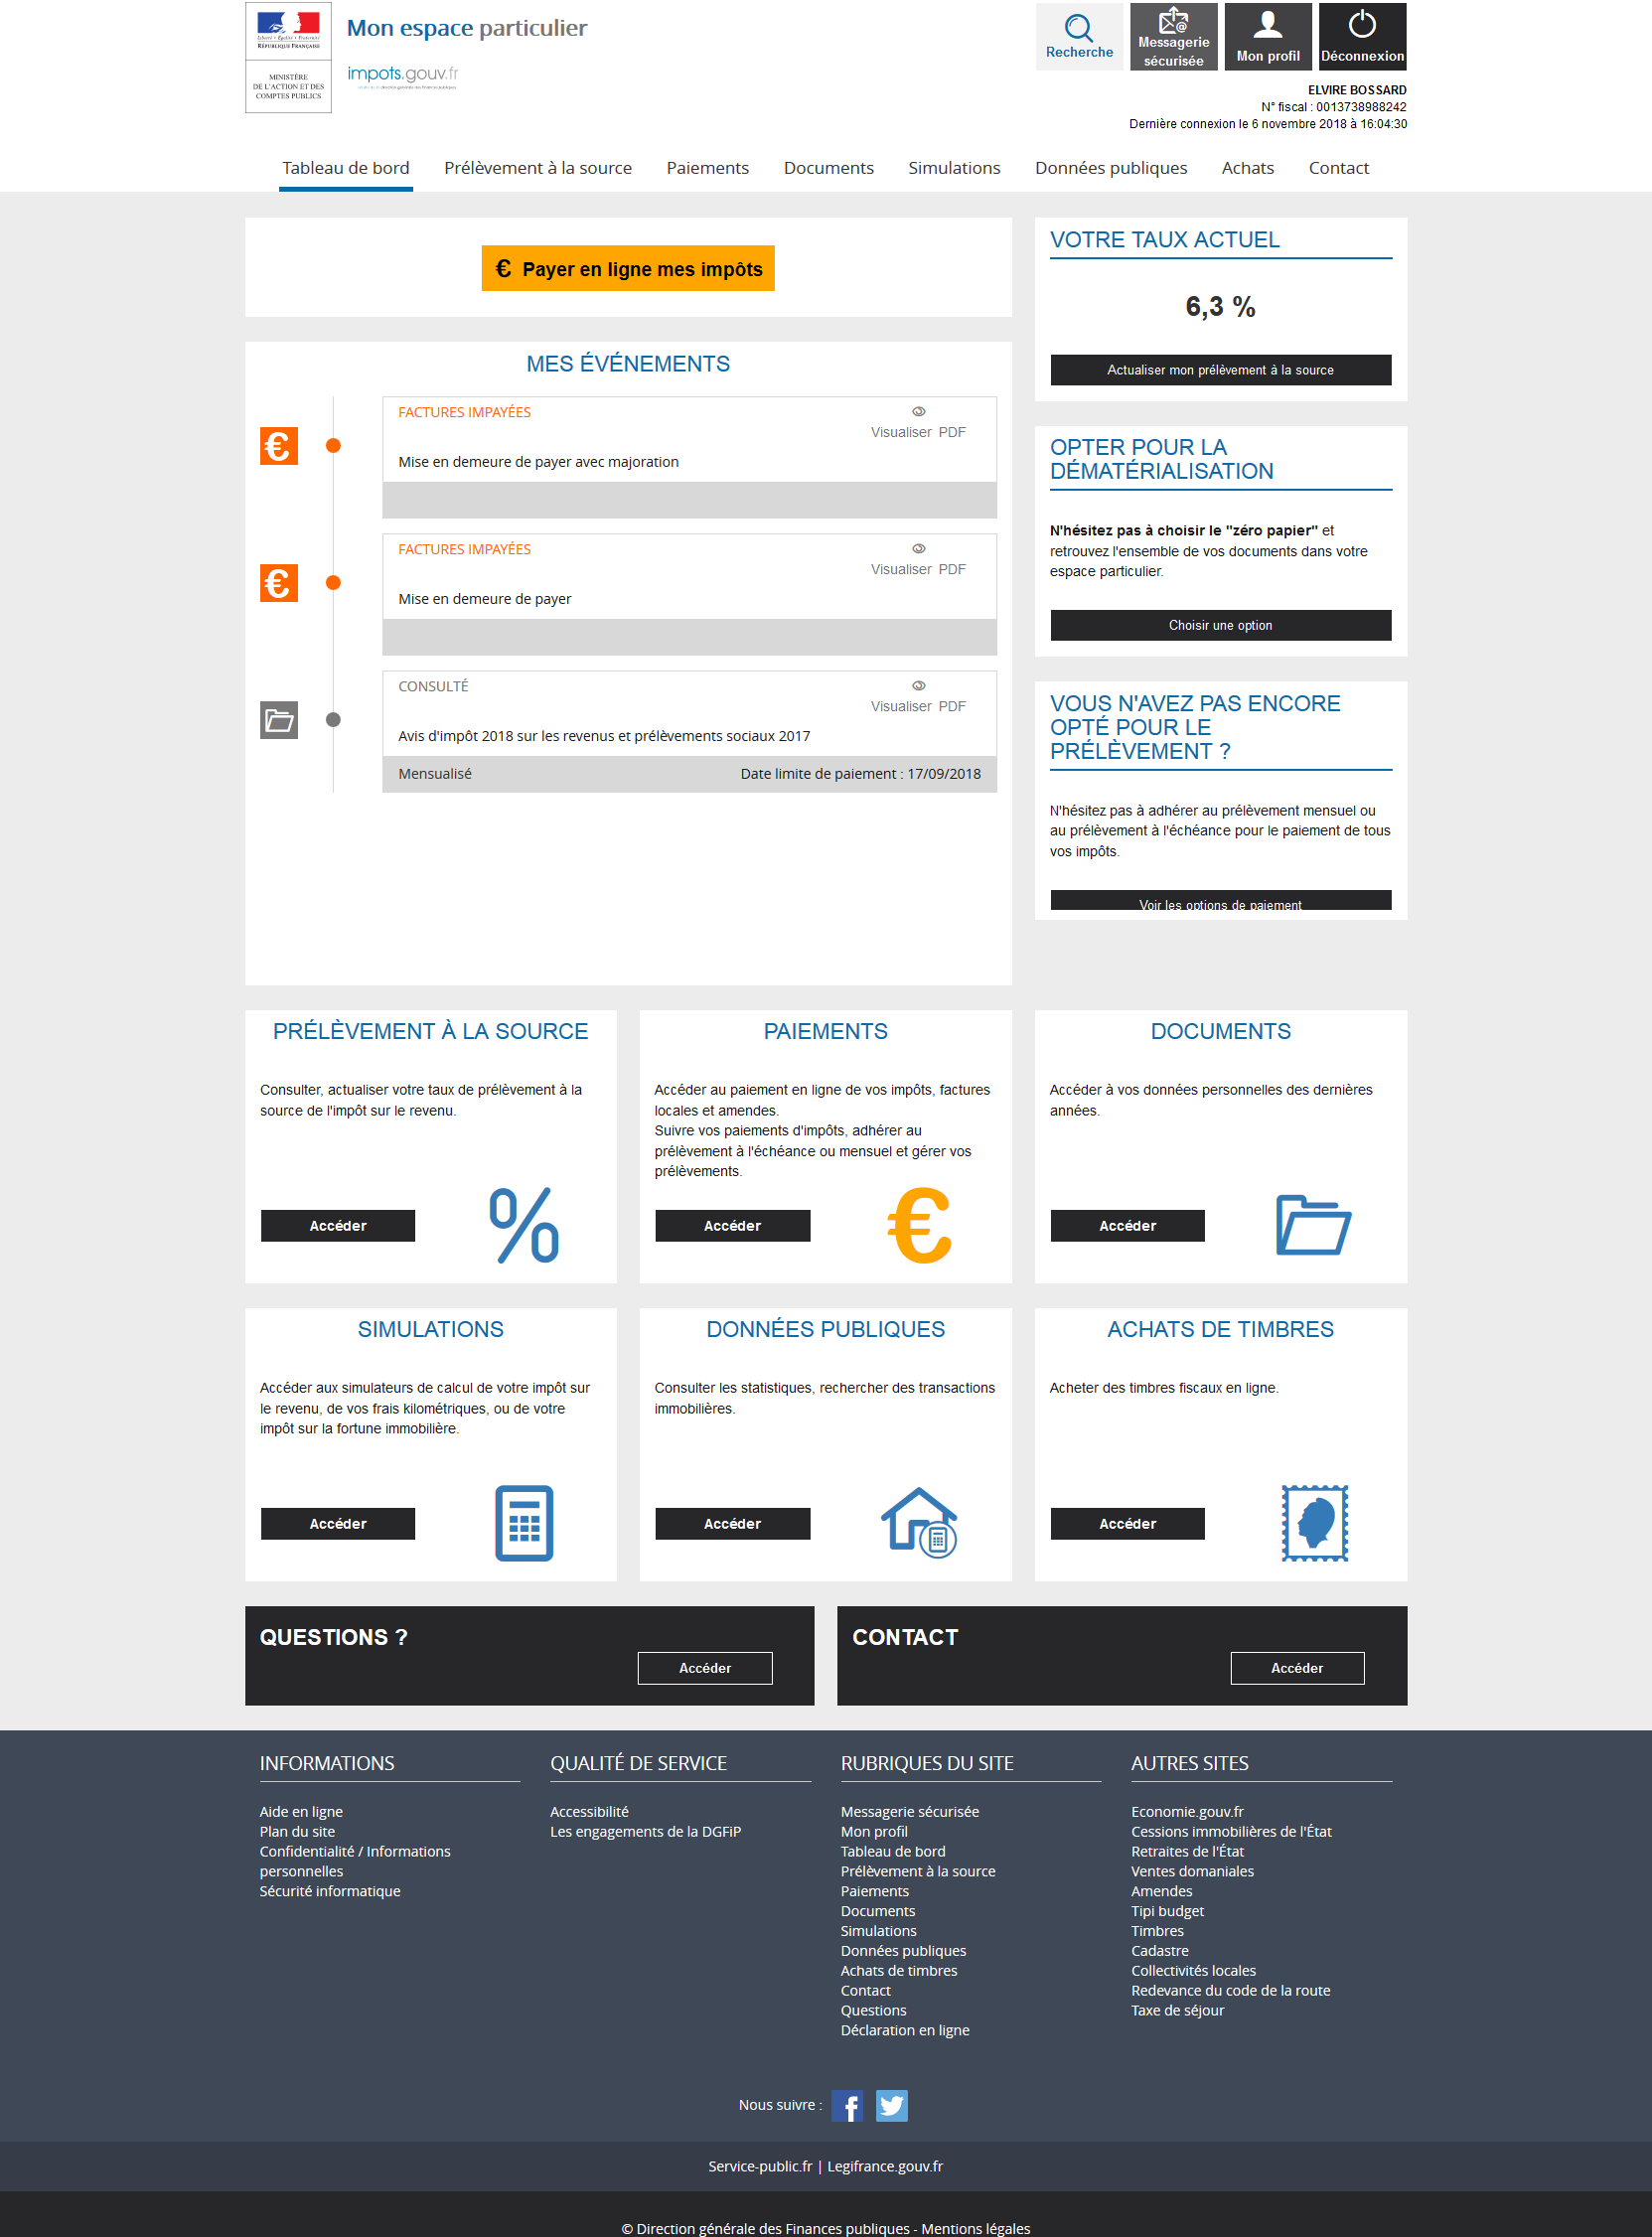 Liberté • Égalité • Fraternité
RÉPUBLIQUE FRANÇAISE
MINISTÈRE
DE L'ACTION ET DES
COMPTES PUBLICS
Mon espace particulier
impots.gouv.fr
Recherche
Messagerie
sécurisée
Mon profil
Déconnexion
ELVIRE BOSSARD
N° fiscal : 0013738988242
Dernière connexion le 6 novembre 2018 à 16:04:30
Tableau de bord
Prélèvement à la source
Paiements
Documents
Simulations
Données publiques
Achats
Contact
€ Payer en ligne mes impôts
MES ÉVÉNEMENTS
FACTURES IMPAYÉES
Visualiser PDF
Mise en demeure de payer avec majoration
FACTURES IMPAYÉES
Visualiser PDF
Mise en demeure de payer
CONSULTÉ
Visualiser PDF
Avis d'impôt 2018 sur les revenus et prélèvements sociaux 2017
Mensualisé
Date limite de paiement : 17/09/2018
VOTRE TAUX ACTUEL
6,3 %
Actualiser mon prélèvement à la source
OPTER POUR LA
DÉMATÉRIALISATION
N'hésitez pas à choisir le "zéro papier" et
retrouvez l'ensemble de vos documents dans votre
espace particulier.
Choisir une option
VOUS N'AVEZ PAS ENCORE
OPTÉ POUR LE
PRÉLÈVEMENT ?
N'hésitez pas à adhérer au prélèvement mensuel ou
au prélèvement à l'échéance pour le paiement de tous
vos impôts.
Voir les options de paiement
PRÉLÈVEMENT À LA SOURCE
Consulter, actualiser votre taux de prélèvement à la
source de l'impôt sur le revenu.
Accéder
PAIEMENTS
Accéder au paiement en ligne de vos impôts, factures
locales et amendes.
Suivre vos paiements d'impôts, adhérer au
prélèvement à l'échéance ou mensuel et gérer vos
prélèvements.
Accéder
DOCUMENTS
Accéder à vos données personnelles des dernières
années.
Accéder
SIMULATIONS
Accéder aux simulateurs de calcul de votre impôt sur
le revenu, de vos frais kilométriques, ou de votre
impôt sur la fortune immobilière.
Accéder
DONNÉES PUBLIQUES
Consulter les statistiques, rechercher des transactions
immobilières.
Accéder
ACHATS DE TIMBRES
Acheter des timbres fiscaux en ligne.
Accéder
QUESTIONS ?
Accéder
CONTACT
Accéder
INFORMATIONS
Aide en ligne
Plan du site
Confidentialité / Informations
personnelles
Sécurité informatique
QUALITÉ DE SERVICE
Accessibilité
Les engagements de la DGFiP
RUBRIQUES DU SITE
Messagerie sécurisée
Mon profil
Tableau de bord
Prélèvement à la source
Paiements
Documents
Simulations
Données publiques
Achats de timbres
Contact
Questions
Déclaration en ligne
AUTRES SITES
Economie.gouv.fr
Cessions immobilières de l'État
Retraites de l'État
Ventes domaniales
Amendes
Tipi budget
Timbres
Cadastre
Collectivités locales
Redevance du code de la route
Taxe de séjour
Nous suivre :
Service-public.fr | Legifrance.gouv.fr
© Direction générale des Finances publiques - Mentions légales